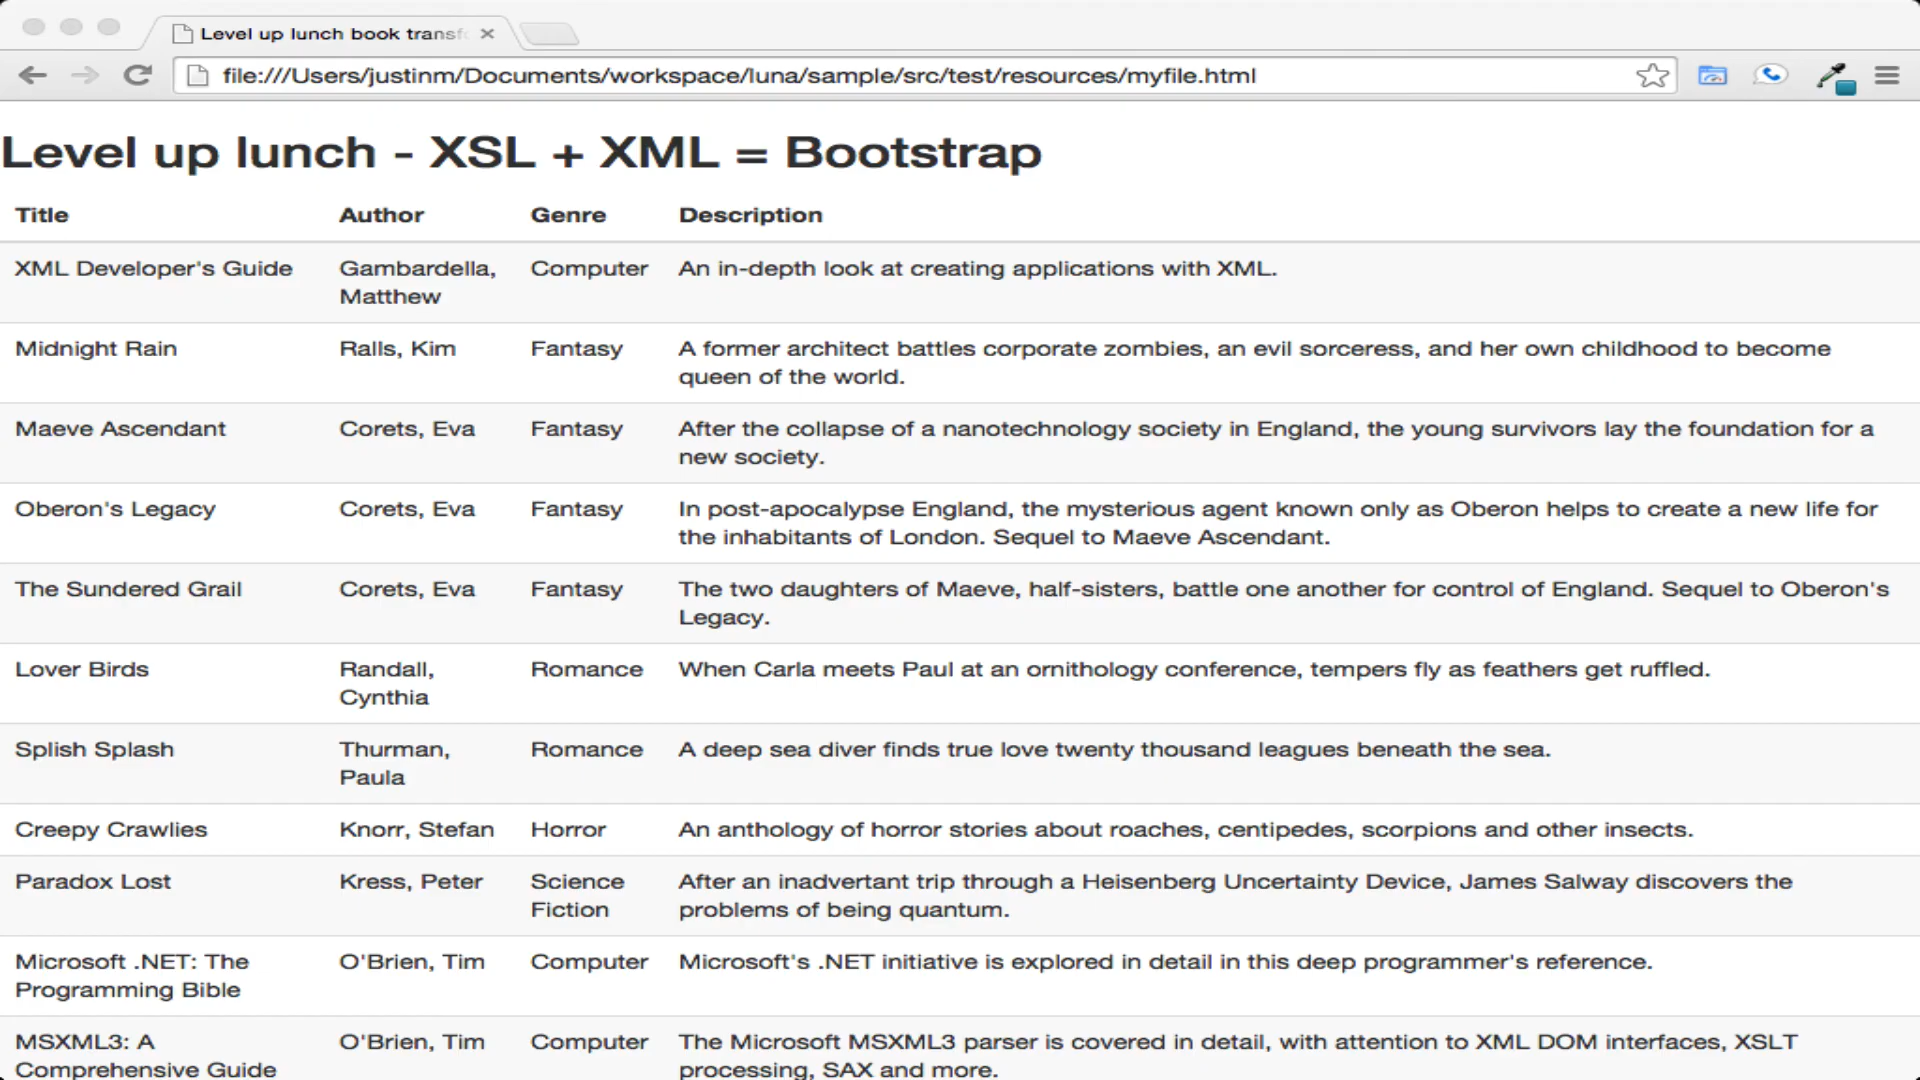 Level up lunch book transf
file:///Users/justinm/Documents/workspace/luna/sample/src/test/resources/myfile.html
Level up lunch - XSL + XML = Bootstrap
Title Author Genre Description
XML Developer's Guide Gambardella, Computer An in-depth look at creating applications with XML.
Matthew
Midnight Rain Ralls, Kim Fantasy A former architect battles corporate zombies, an evil sorceress, and her own childhood to become
queen of the world.
Maeve Ascendant Corets, Eva Fantasy After the collapse of a nanotechnology society in England, the young survivors lay the foundation for a
new society.
Oberon's Legacy Corets, Eva Fantasy In post-apocalypse England, the mysterious agent known only as Oberon helps to create a new life for
the inhabitants of London. Sequel to Maeve Ascendant.
The Sundered Grail Corets, Eva Fantasy The two daughters of Maeve, half-sisters, battle one another for control of England. Sequel to Oberon's
Legacy.
Lover Birds Randall, Romance When Carla meets Paul at an ornithology conference, tempers fly as feathers get ruffled.
Cynthia
Splish Splash Thurman, Romance A deep sea diver finds true love twenty thousand leagues beneath the sea.
Paula
Creepy Crawlies Knorr, Stefan Horror An anthology of horror stories about roaches, centipedes, scorpions and other insects.
Paradox Lost Kress, Peter Science After an inadvertant trip through a Heisenberg Uncertainty Device, James Salway discovers the
Fiction problems of being quantum.
Microsoft .NET: The O'Brien, Tim Computer Microsoft's .NET initiative is explored in detail in this deep programmer's reference.
Programming Bible
MSXML3: A O'Brien, Tim Computer The Microsoft MSXML3 parser is covered in detail, with attention to XML DOM interfaces, XSLT
Comprehensive Guide processing, SAX and more.